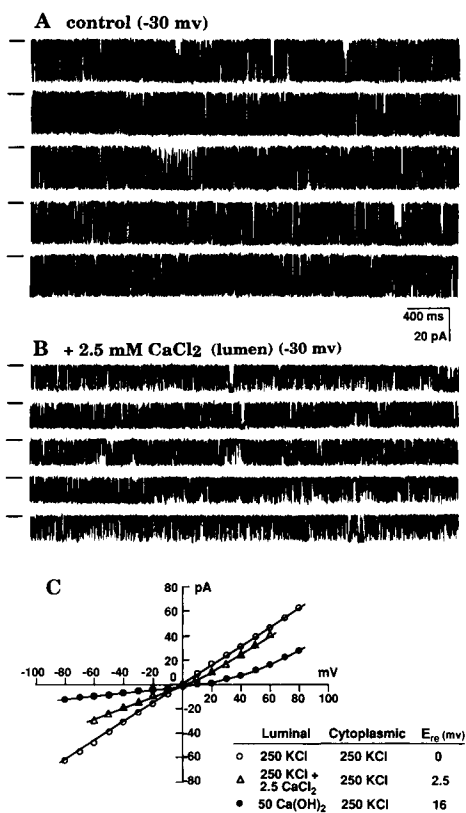 A control (-30 mv)
400 ms
20 pA
B + 2.5 mM CaCl2 (lumen) (-30 mv)
C
80 pA
60
40
20
-100 -80 -60 -40 -20 0 20 40 60 80 100 mV
-20
-40
-60
-80
Luminal Cytoplasmic Ere (mv)
○ 250 KCl 250 KCl 0
△ 250 KCl + 2.5 CaCl2 250 KCl 2.5
● 50 Ca(OH)2 250 KCl 16